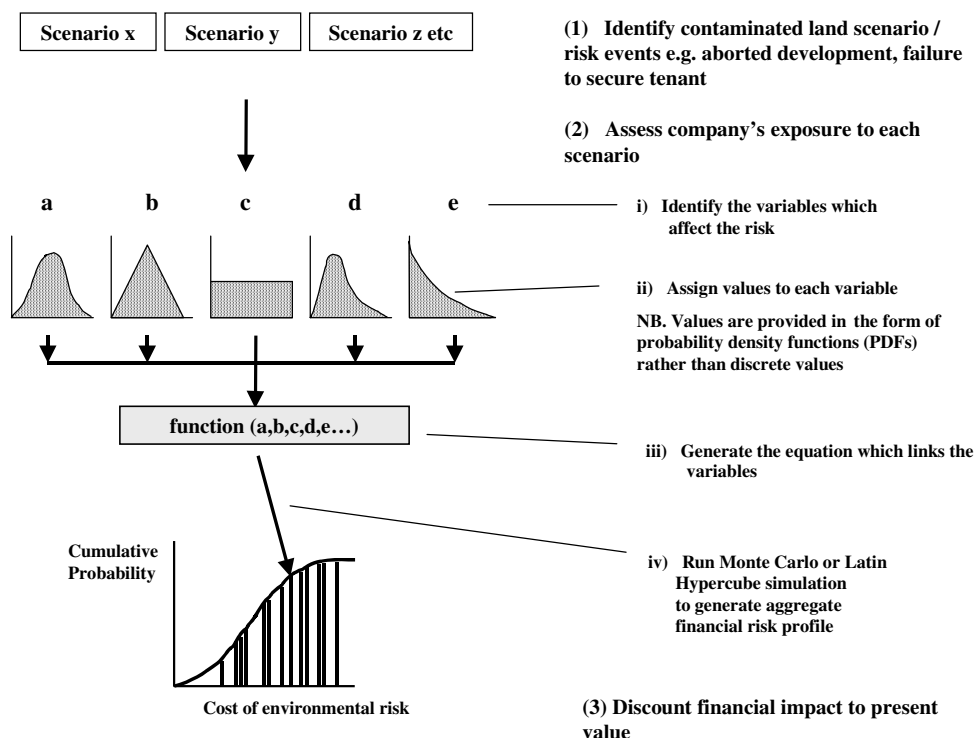 Scenario x
Scenario y
Scenario z etc
(1) Identify contaminated land scenario /
risk events e.g. aborted development, failure
to secure tenant
(2) Assess company's exposure to each
scenario
a
b
c
d
e
i) Identify the variables which
affect the risk
ii) Assign values to each variable
NB. Values are provided in the form of
probability density functions (PDFs)
rather than discrete values
function (a,b,c,d,e…)
iii) Generate the equation which links the
variables
Cumulative
Probability
iv) Run Monte Carlo or Latin
Hypercube simulation
to generate aggregate
financial risk profile
Cost of environmental risk
(3) Discount financial impact to present
value